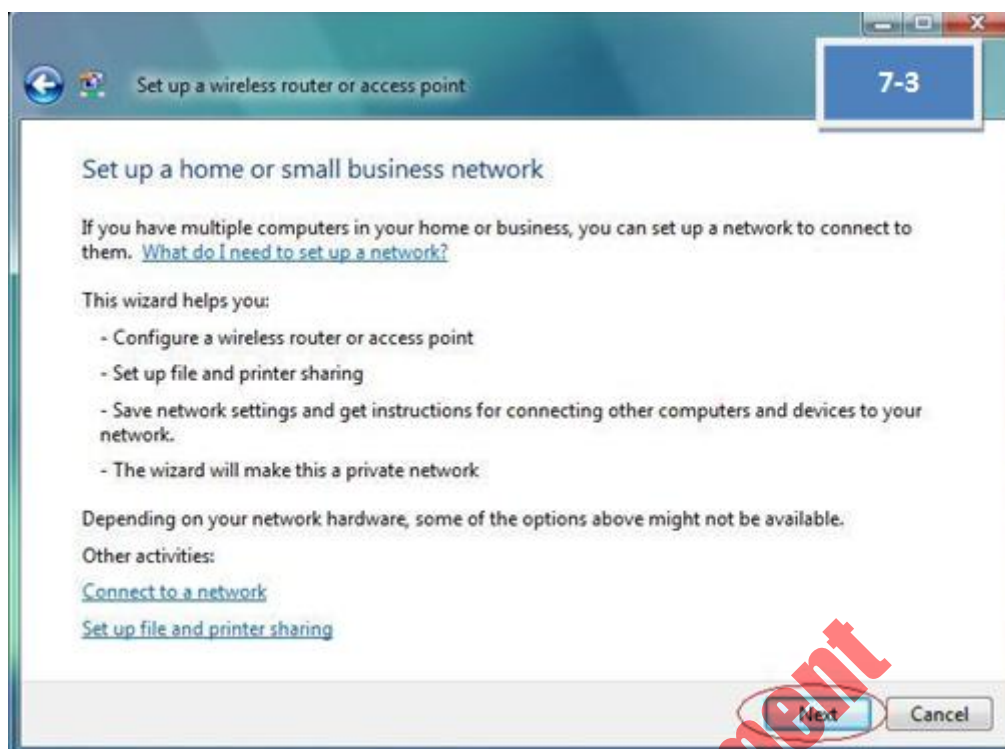 Set up a wireless router or access point
7-3
Set up a home or small business network
If you have multiple computers in your home or business, you can set up a network to connect to
them. What do I need to set up a network?
This wizard helps you:
- Configure a wireless router or access point
- Set up file and printer sharing
- Save network settings and get instructions for connecting other computers and devices to your
network.
- The wizard will make this a private network
Depending on your network hardware, some of the options above might not be available.
Other activities:
Connect to a network
Set up file and printer sharing
Next
Cancel